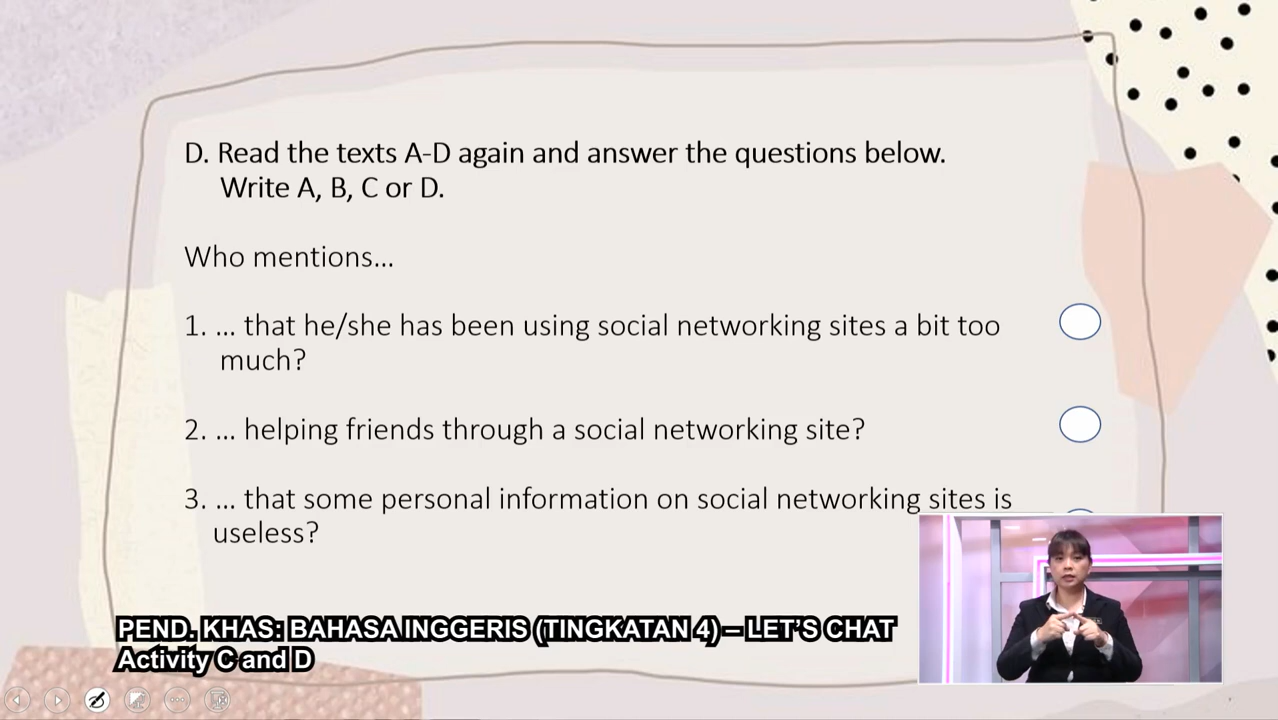 D. Read the texts A-D again and answer the questions below.
Write A, B, C or D.
Who mentions...
1. ... that he/she has been using social networking sites a bit too
much?
2. ... helping friends through a social networking site?
3. ... that some personal information on social networking sites is
useless?
PEND. KHAS: BAHASA INGGERIS (TINGKATAN 4) – LET'S CHAT
Activity C and D